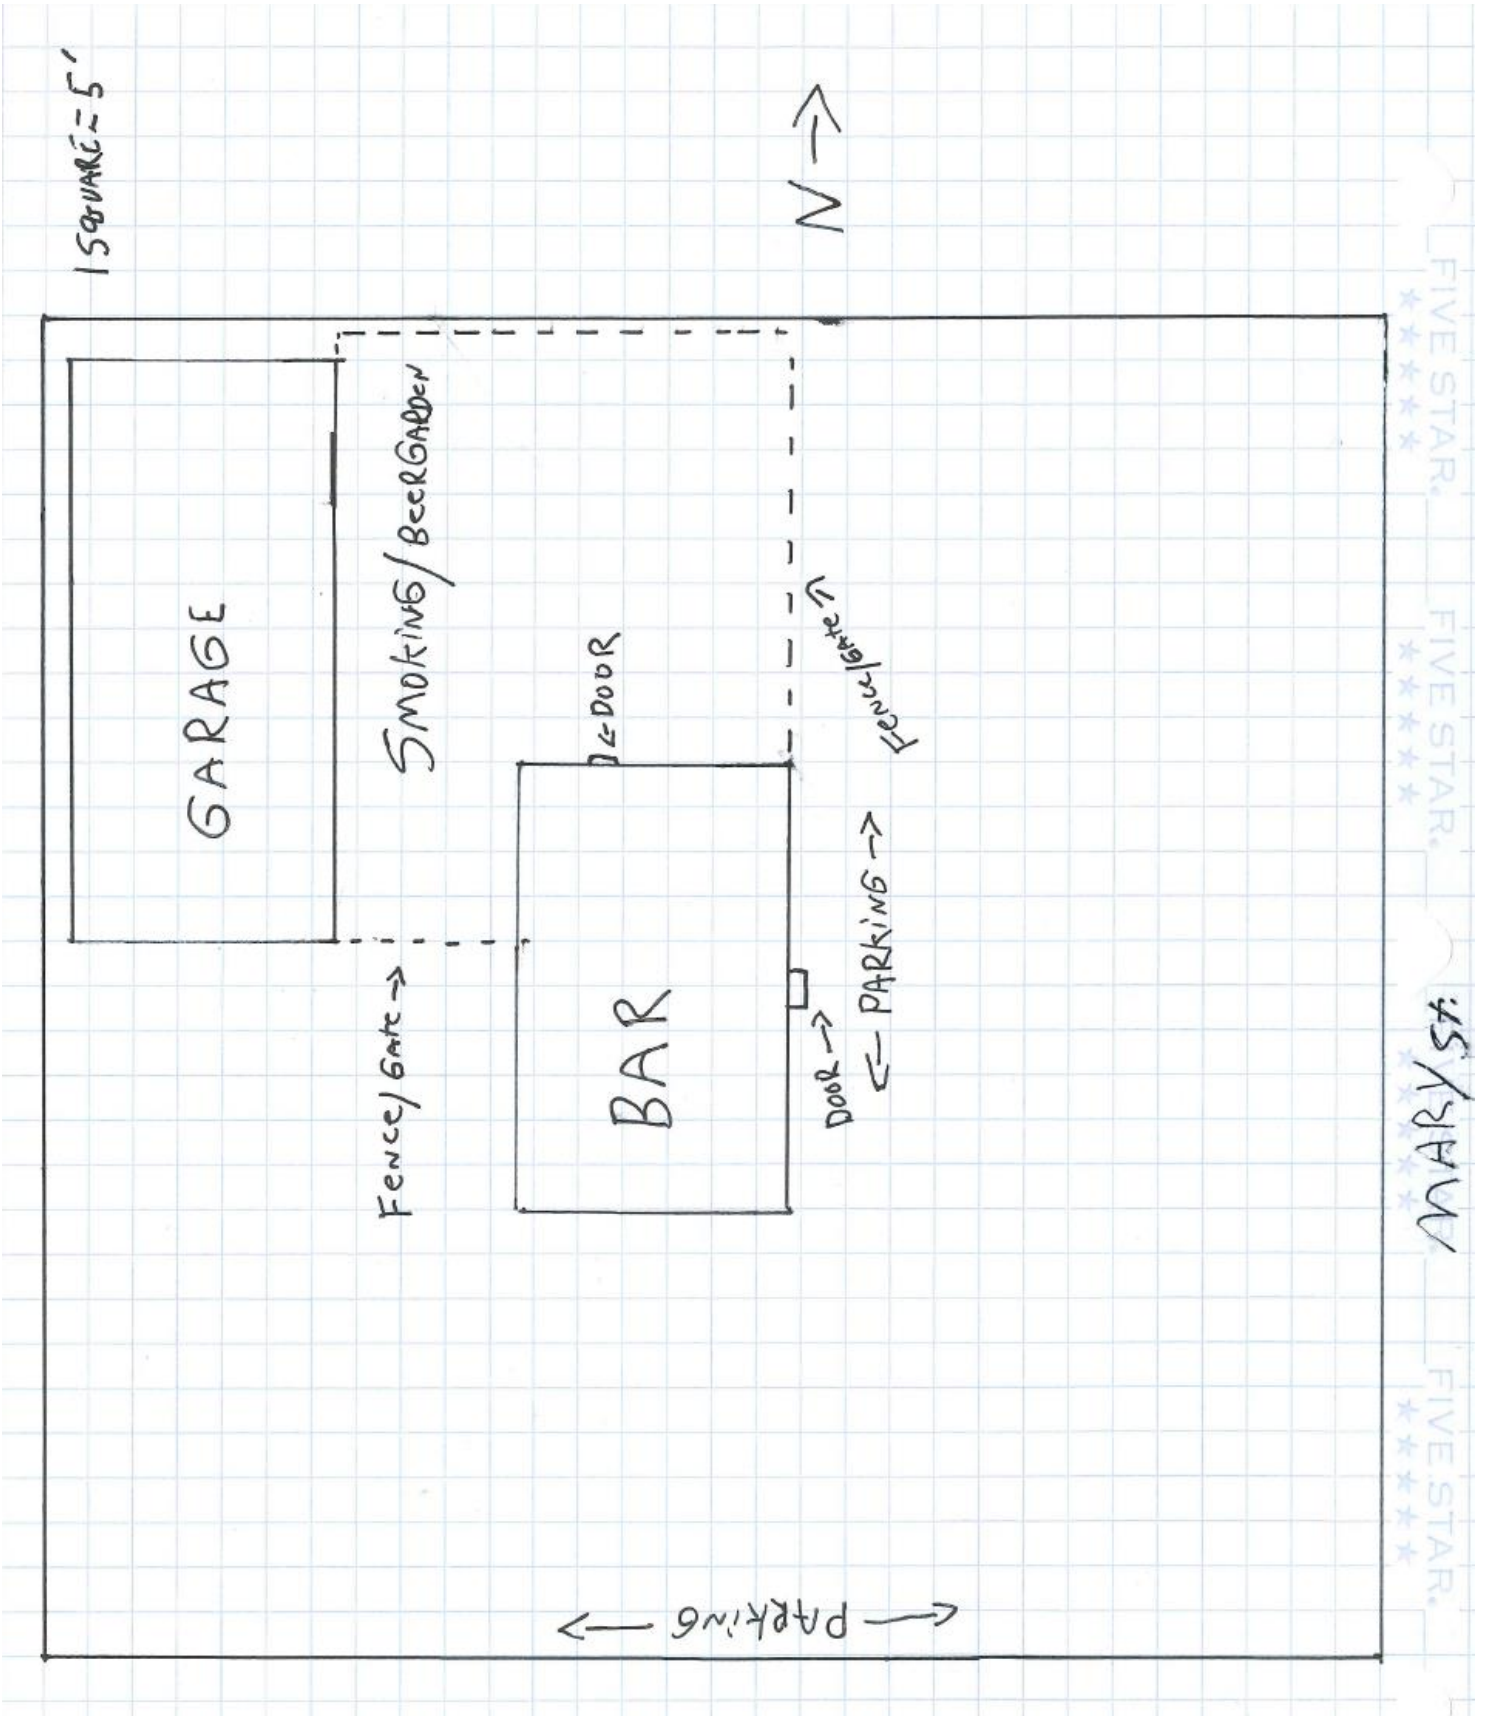 1 SQUARE = 5'
N →
GARAGE
SMOKING/BEERGARDEN
←DOOR
FENCE/GATE→
FENCE/GATE →
BAR
DOOR →
← PARKING →
← PARKING →
MARY ST.
FIVE STAR.
★★★★★
FIVE STAR.
★★★★★
FIVE STAR.
★★★★★